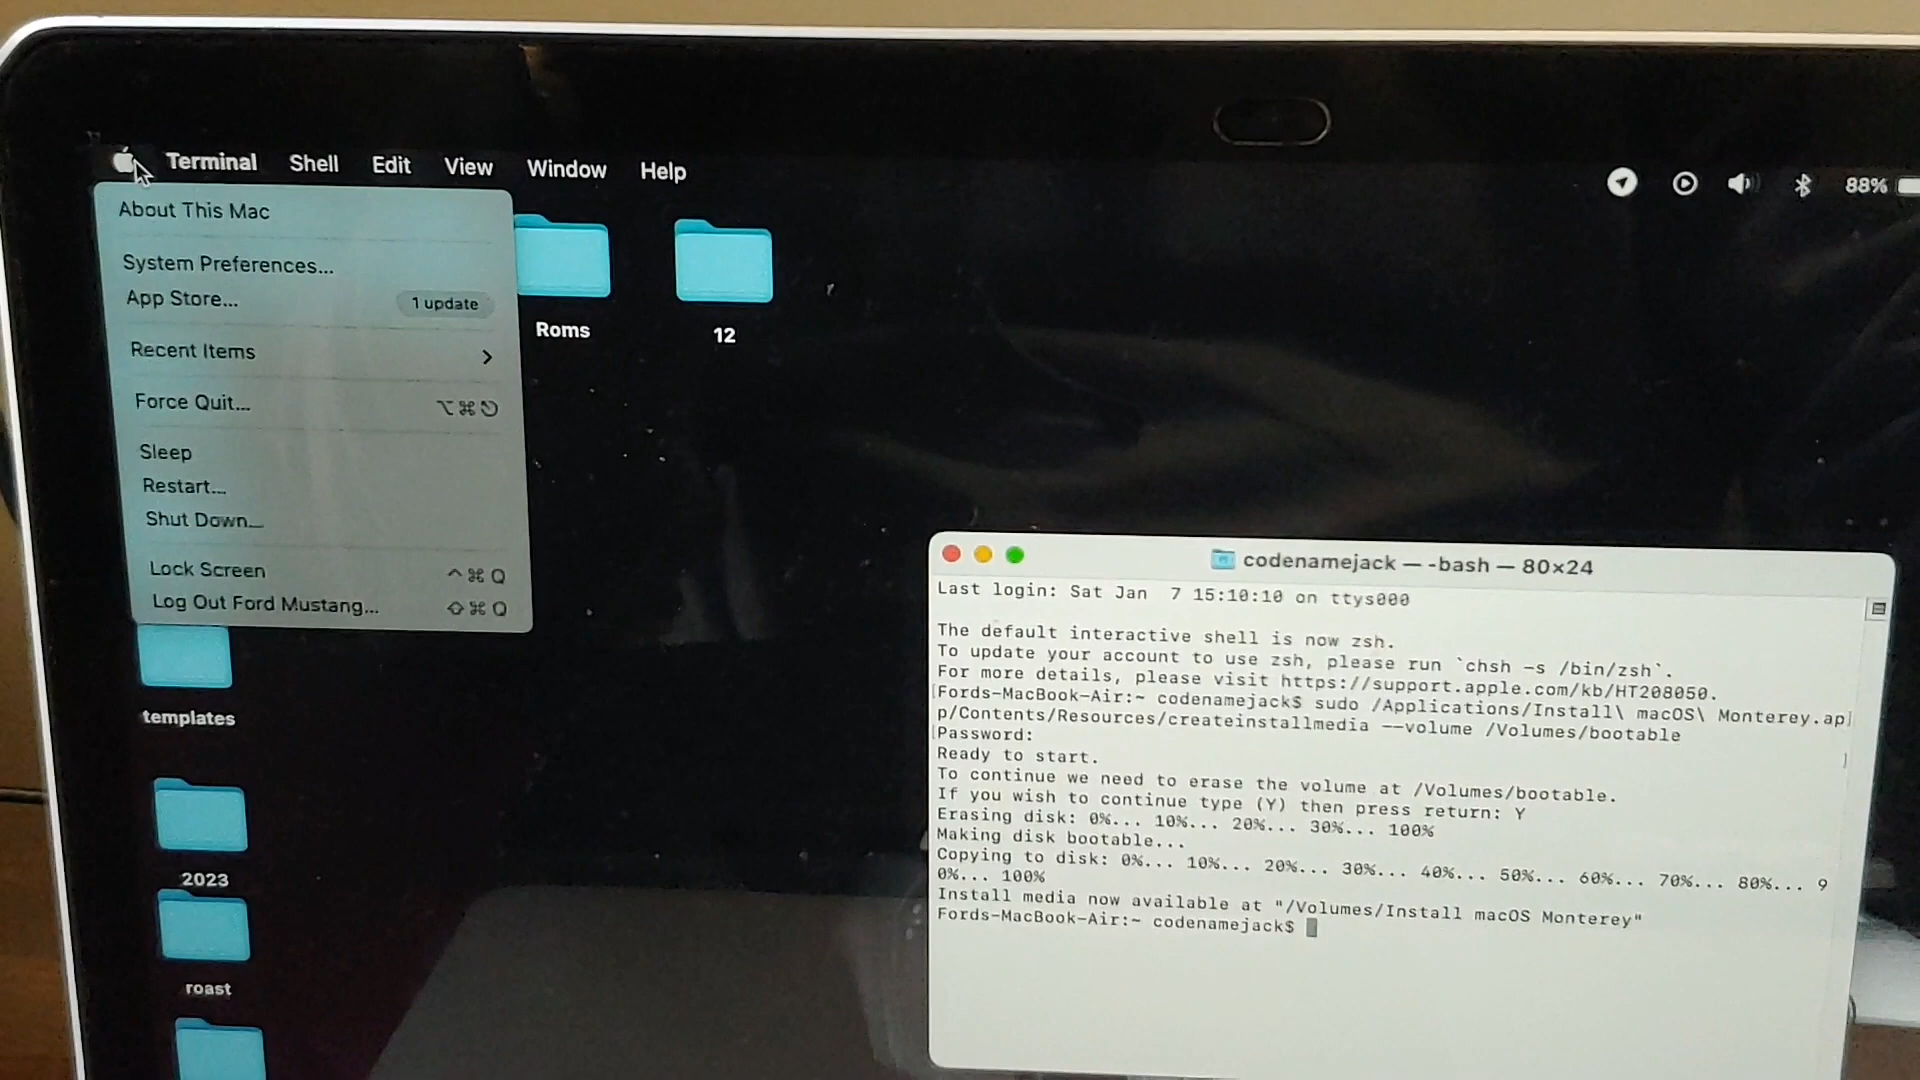 Terminal Shell Edit View Window Help
88%
About This Mac
System Preferences...
App Store... 1 update
Recent Items
Force Quit... ⌥⌘⎋
Sleep
Restart...
Shut Down...
Lock Screen ^⌘Q
Log Out Ford Mustang... ⇧⌘Q
Roms
12
templates
2023
roast
codenamejack — -bash — 80×24
Last login: Sat Jan  7 15:10:10 on ttys000
The default interactive shell is now zsh.
To update your account to use zsh, please run `chsh -s /bin/zsh`.
For more details, please visit https://support.apple.com/kb/HT208050.
[Fords-MacBook-Air:~ codenamejack$ sudo /Applications/Install\ macOS\ Monterey.ap]
p/Contents/Resources/createinstallmedia --volume /Volumes/bootable
[Password: ]
Ready to start.
To continue we need to erase the volume at /Volumes/bootable.
If you wish to continue type (Y) then press return: Y
Erasing disk: 0%... 10%... 20%... 30%... 100%
Making disk bootable...
Copying to disk: 0%... 10%... 20%... 30%... 40%... 50%... 60%... 70%... 80%... 9
0%... 100%
Install media now available at "/Volumes/Install macOS Monterey"
Fords-MacBook-Air:~ codenamejack$